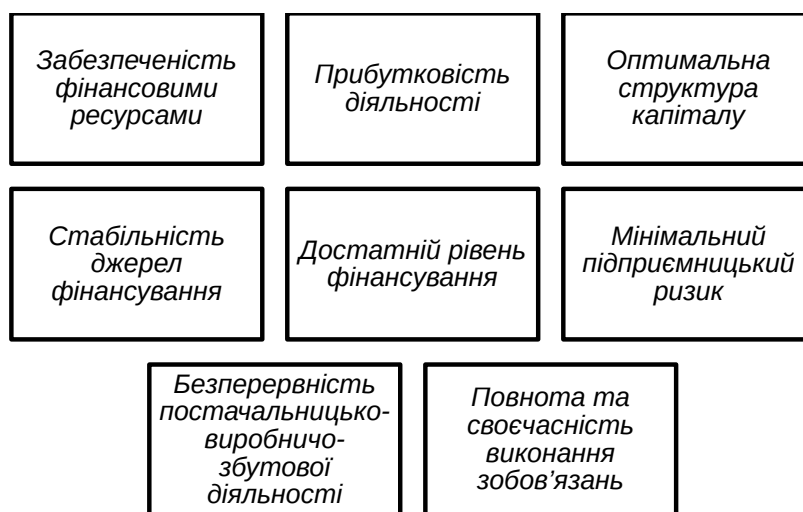 Забезпеченість
фінансовими
ресурсами
Прибутковість
діяльності
Оптимальна
структура
капіталу
Стабільність
джерел
фінансування
Достатній рівень
фінансування
Мінімальний
підприємницький
ризик
Безперервність
постачальницько-
виробничо-
збутової
діяльності
Повнота та
своєчасність
виконання
зобов’язань